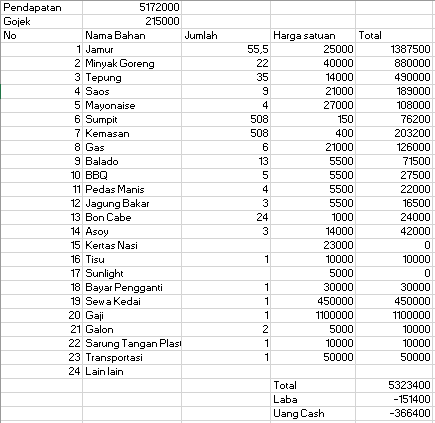 Pendapatan 5172000
Gojek 215000
No Nama Bahan Jumlah Harga satuan Total
1 Jamur 55,5 25000 1387500
2 Minyak Goreng 22 40000 880000
3 Tepung 35 14000 490000
4 Saos 9 21000 189000
5 Mayonaise 4 27000 108000
6 Sumpit 508 150 76200
7 Kemasan 508 400 203200
8 Gas 6 21000 126000
9 Balado 13 5500 71500
10 BBQ 5 5500 27500
11 Pedas Manis 4 5500 22000
12 Jagung Bakar 3 5500 16500
13 Bon Cabe 24 1000 24000
14 Asoy 3 14000 42000
15 Kertas Nasi 23000 0
16 Tisu 1 10000 10000
17 Sunlight 5000 0
18 Bayar Pengganti 1 30000 30000
19 Sewa Kedai 1 450000 450000
20 Gaji 1 1100000 1100000
21 Galon 2 5000 10000
22 Sarung Tangan Plast 1 10000 10000
23 Transportasi 1 50000 50000
24 Lain lain
Total 5323400
Laba -151400
Uang Cash -366400